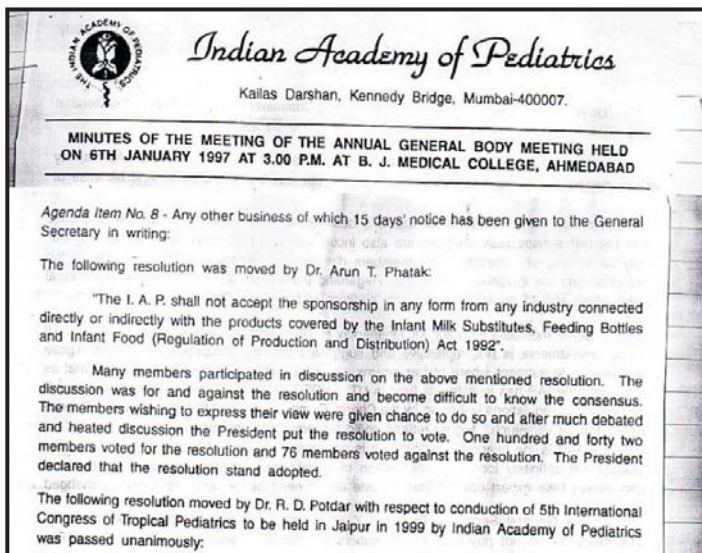 THE INDIAN ACADEMY OF PEDIATRICS
Indian Academy of Pediatrics
Kailas Darshan, Kennedy Bridge, Mumbai-400007.
MINUTES OF THE MEETING OF THE ANNUAL GENERAL BODY MEETING HELD
ON 6TH JANUARY 1997 AT 3.00 P.M. AT B. J. MEDICAL COLLEGE, AHMEDABAD
Agenda Item No. 8 - Any other business of which 15 days' notice has been given to the General
Secretary in writing:
The following resolution was moved by Dr. Arun T. Phatak:
"The I. A. P. shall not accept the sponsorship in any form from any industry connected
directly or indirectly with the products covered by the Infant Milk Substitutes, Feeding Bottles
and Infant Food (Regulation of Production and Distribution) Act 1992".
Many members participated in discussion on the above mentioned resolution. The
discussion was for and against the resolution and become difficult to know the consensus.
The members wishing to express their view were given chance to do so and after much debated
and heated discussion the President put the resolution to vote. One hundred and forty two
members voted for the resolution and 76 members voted against the resolution. The President
declared that the resolution stand adopted.
The following resolution moved by Dr. R. D. Potdar with respect to conduction of 5th International
Congress of Tropical Pediatrics to be held in Jaipur in 1999 by Indian Academy of Pediatrics
was passed unanimously: